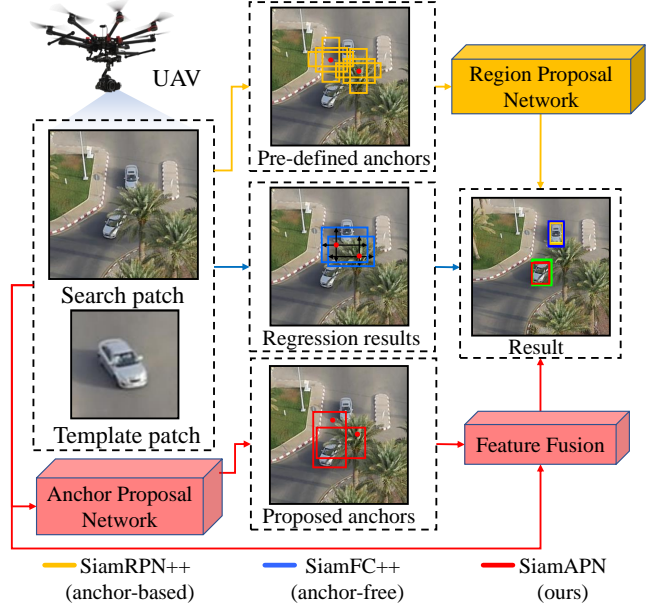 UAV
Search patch
Template patch
Pre-defined anchors
Region Proposal
Network
Regression results
Result
Proposed anchors
Anchor Proposal
Network
Feature Fusion
SiamRPN++
(anchor-based)
SiamFC++
(anchor-free)
SiamAPN
(ours)